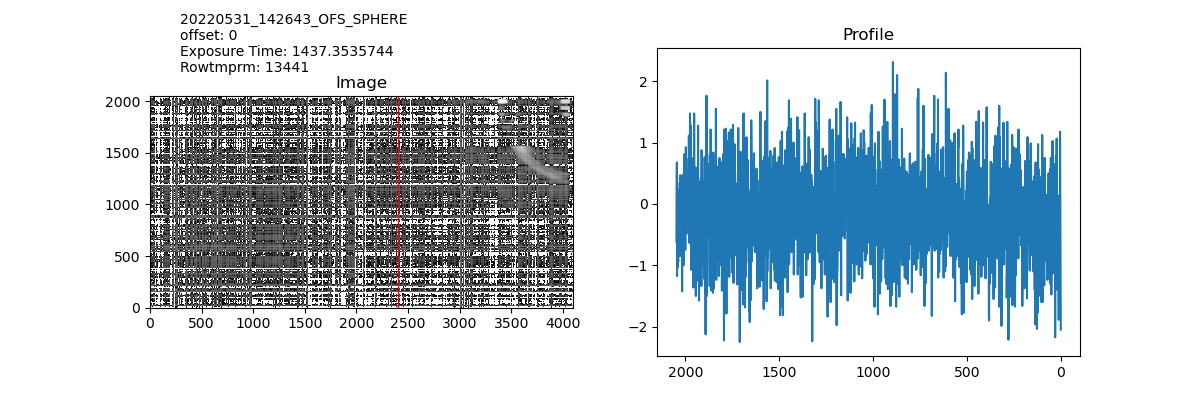 20220531_142643_OFS_SPHERE
offset: 0
Exposure Time: 1437.3535744
Rowtmprm: 13441
Image
2000
1500
1000
500
0
0 500 1000 1500 2000 2500 3000 3500 4000
Profile
2
1
0
−1
−2
2000 1500 1000 500 0